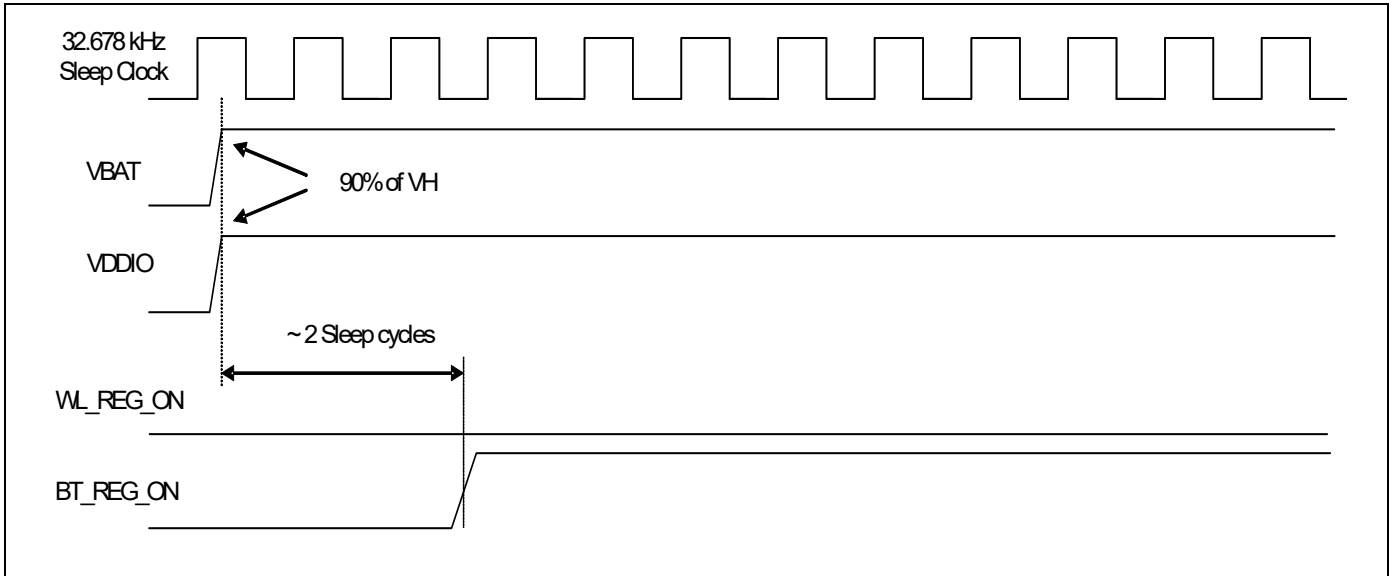 32.678 kHz
Sleep Clock
VBAT
90% of VH
VDDIO
~ 2 Sleep cycles
WL_REG_ON
BT_REG_ON